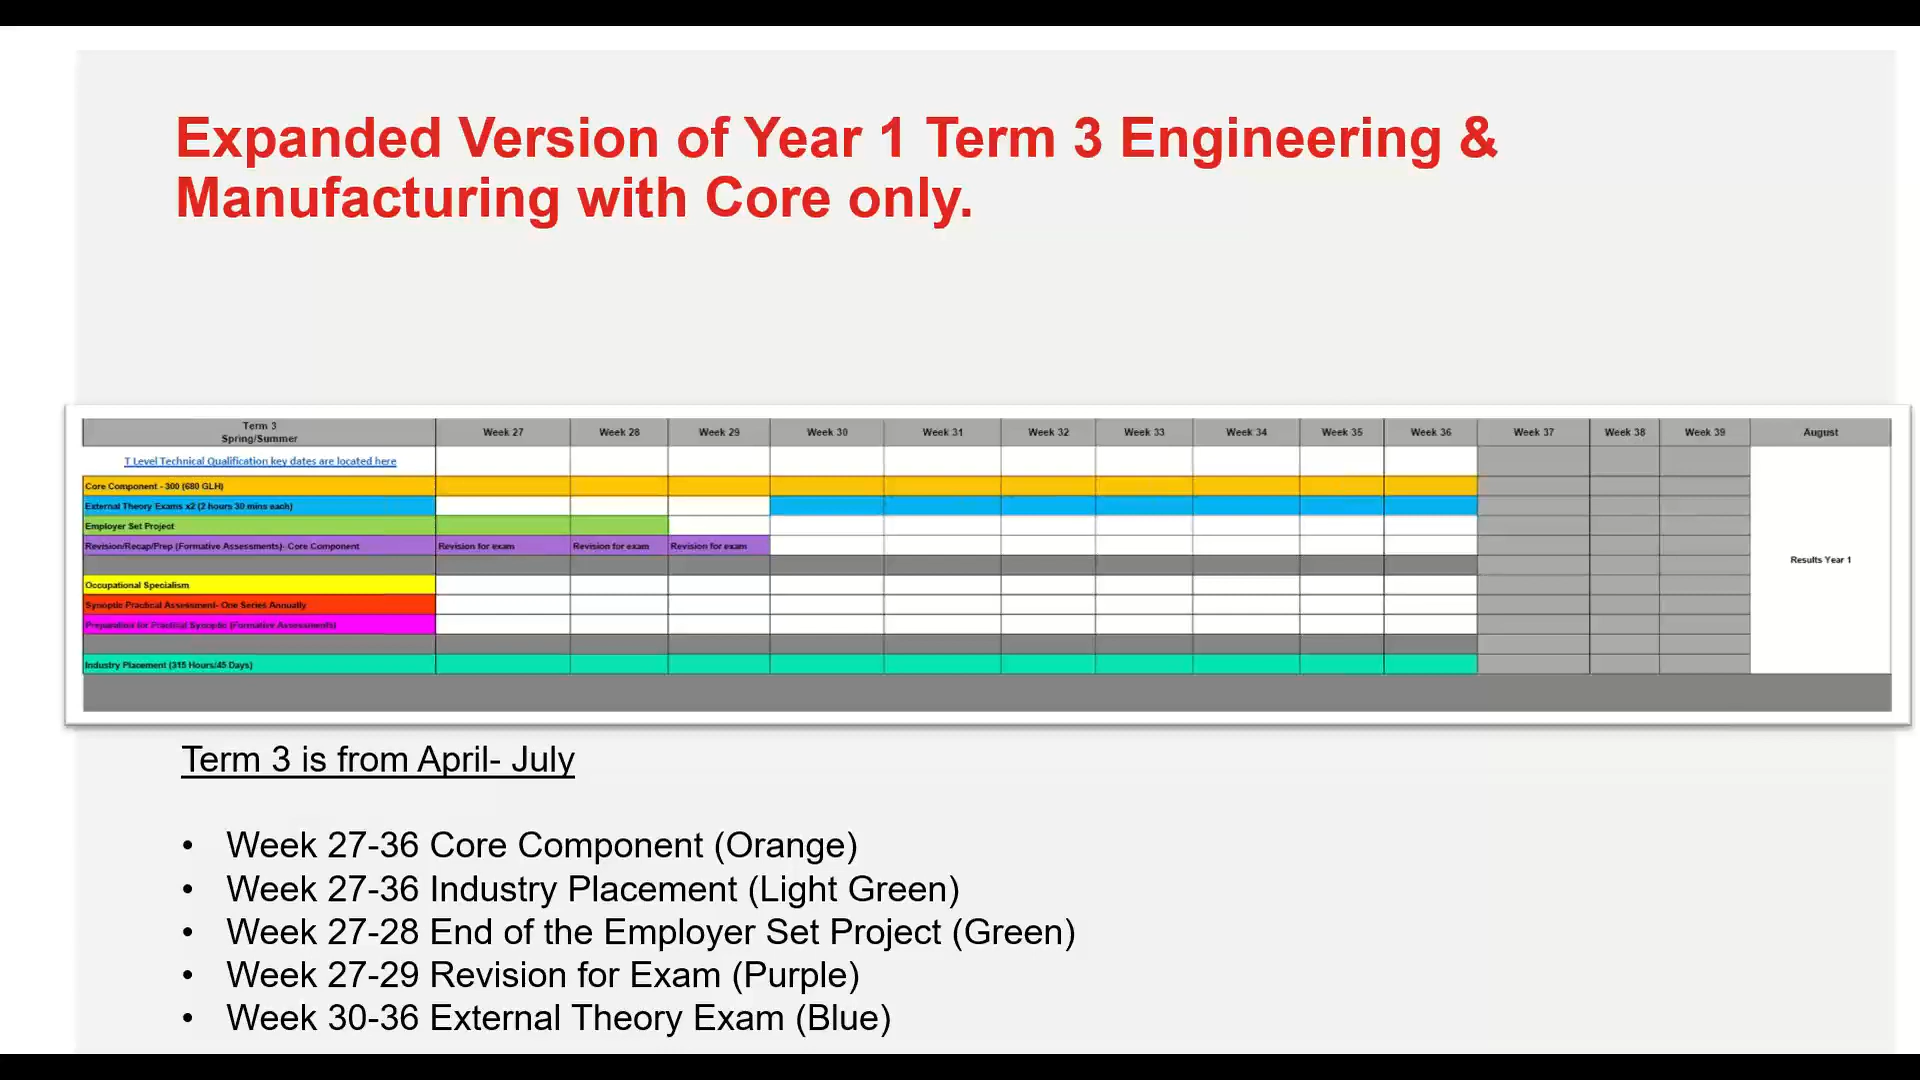 Expanded Version of Year 1 Term 3 Engineering &
Manufacturing with Core only.
Term 3
Spring/Summer
Week 27
Week 28
Week 29
Week 30
Week 31
Week 32
Week 33
Week 34
Week 35
Week 36
Week 37
Week 38
Week 39
August
T Level Technical Qualification key dates are located here
Core Component - 300 (680 GLH)
External Theory Exams x2 (2 hours 30 mins each)
Employer Set Project
Revision/Recap/Prep (Formative Assessments)- Core Component
Revision for exam
Revision for exam
Revision for exam
Results Year 1
Occupational Specialism
Synoptic Practical Assessment- One Series Annually
Preparation for Practical Synoptic (Formative Assessments)
Industry Placement (315 Hours/45 Days)
Term 3 is from April- July
• Week 27-36 Core Component (Orange)
• Week 27-36 Industry Placement (Light Green)
• Week 27-28 End of the Employer Set Project (Green)
• Week 27-29 Revision for Exam (Purple)
• Week 30-36 External Theory Exam (Blue)